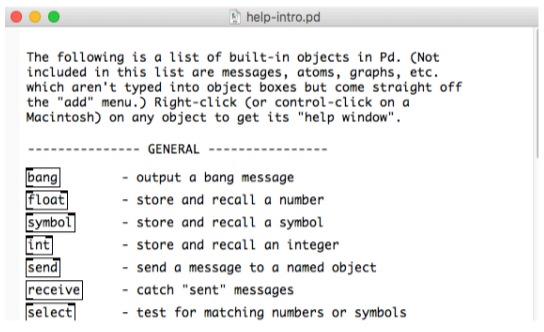 help-intro.pd
The following is a list of built-in objects in Pd. (Not
included in this list are messages, atoms, graphs, etc.
which aren't typed into object boxes but come straight off
the "add" menu.) Right-click (or control-click on a
Macintosh) on any object to get its "help window".
--------------- GENERAL ----------------
bang - output a bang message
float - store and recall a number
symbol - store and recall a symbol
int - store and recall an integer
send - send a message to a named object
receive - catch "sent" messages
select - test for matching numbers or symbols